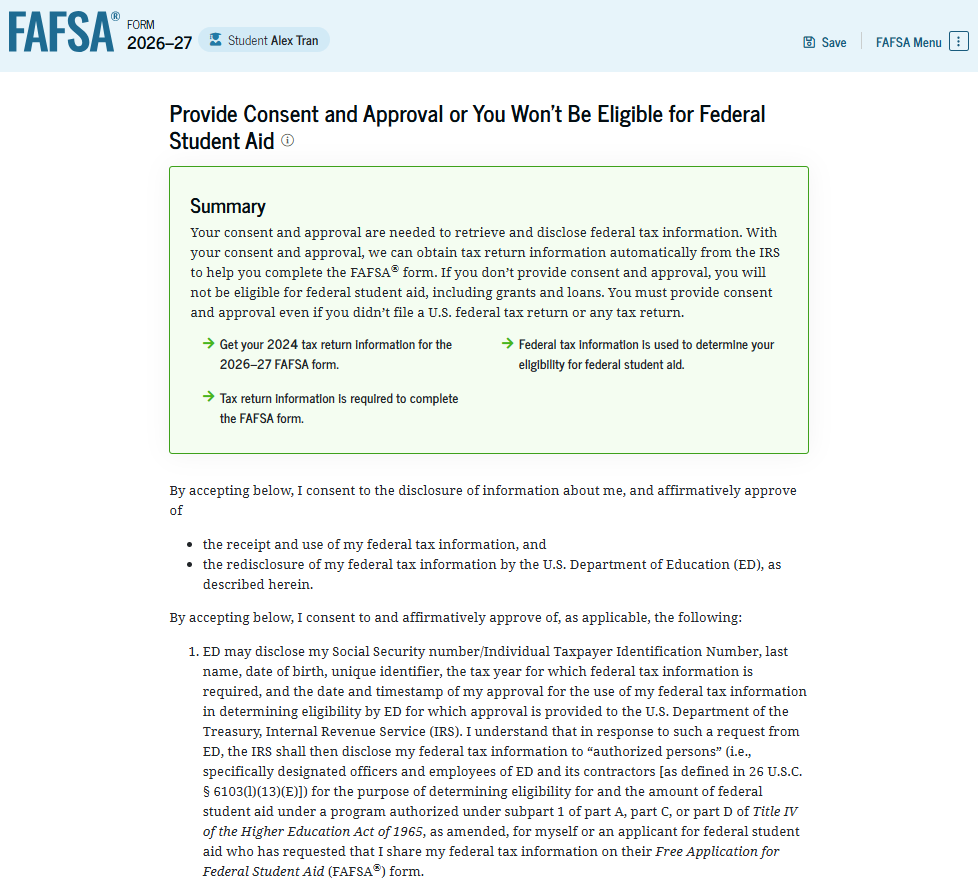 FAFSA® FORM
2026–27
Student Alex Tran
Save
FAFSA Menu
Provide Consent and Approval or You Won't Be Eligible for Federal
Student Aid
Summary
Your consent and approval are needed to retrieve and disclose federal tax information. With
your consent and approval, we can obtain tax return information automatically from the IRS
to help you complete the FAFSA® form. If you don't provide consent and approval, you will
not be eligible for federal student aid, including grants and loans. You must provide consent
and approval even if you didn't file a U.S. federal tax return or any tax return.
Get your 2024 tax return information for the
2026–27 FAFSA form.
Federal tax information is used to determine your
eligibility for federal student aid.
Tax return information is required to complete
the FAFSA form.
By accepting below, I consent to the disclosure of information about me, and affirmatively approve
of
• the receipt and use of my federal tax information, and
• the redisclosure of my federal tax information by the U.S. Department of Education (ED), as
described herein.
By accepting below, I consent to and affirmatively approve of, as applicable, the following:
1. ED may disclose my Social Security number/Individual Taxpayer Identification Number, last
name, date of birth, unique identifier, the tax year for which federal tax information is
required, and the date and timestamp of my approval for the use of my federal tax information
in determining eligibility by ED for which approval is provided to the U.S. Department of the
Treasury, Internal Revenue Service (IRS). I understand that in response to such a request from
ED, the IRS shall then disclose my federal tax information to “authorized persons” (i.e.,
specifically designated officers and employees of ED and its contractors [as defined in 26 U.S.C.
§ 6103(l)(13)(E)]) for the purpose of determining eligibility for and the amount of federal
student aid under a program authorized under subpart 1 of part A, part C, or part D of Title IV
of the Higher Education Act of 1965, as amended, for myself or an applicant for federal student
aid who has requested that I share my federal tax information on their Free Application for
Federal Student Aid (FAFSA®) form.